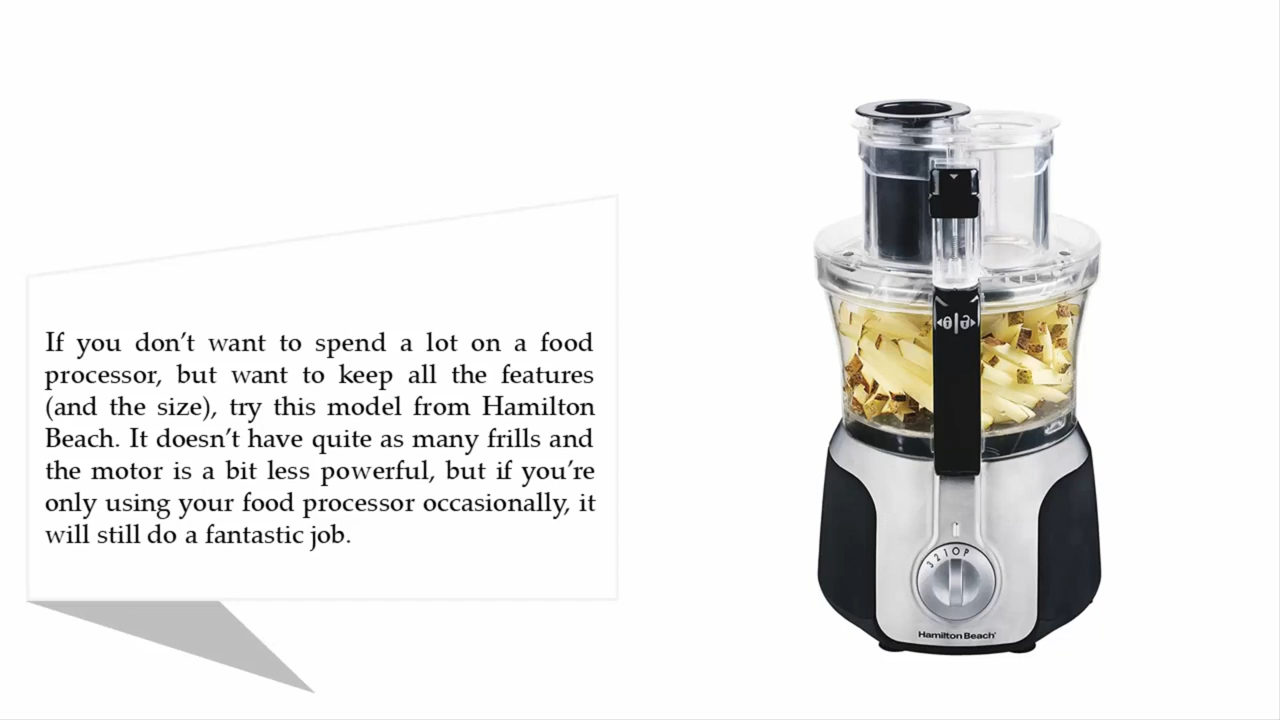 If you don’t want to spend a lot on a food
processor, but want to keep all the features
(and the size), try this model from Hamilton
Beach. It doesn’t have quite as many frills and
the motor is a bit less powerful, but if you’re
only using your food processor occasionally, it
will still do a fantastic job.
3 2 1 O P
Hamilton Beach